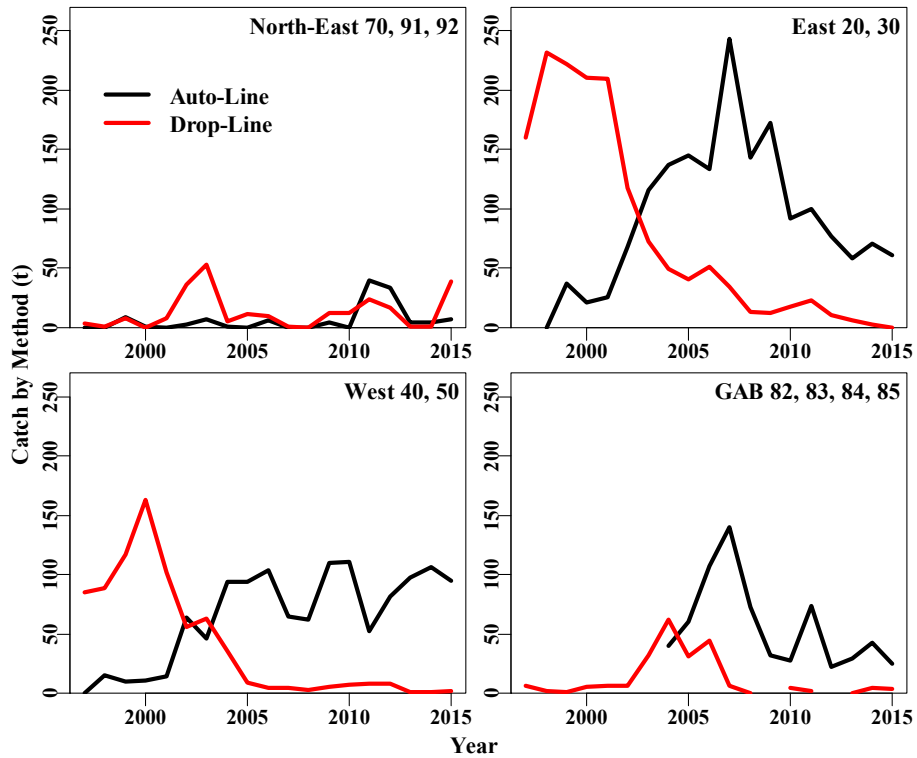 North-East 70, 91, 92
Auto-Line
Drop-Line
0 50 100 150 200 250
2000 2005 2010 2015
East 20, 30
0 50 100 150 200 250
2000 2005 2010 2015
West 40, 50
0 50 100 150 200 250
2000 2005 2010 2015
GAB 82, 83, 84, 85
0 50 100 150 200 250
2000 2005 2010 2015
Catch by Method (t)
Year